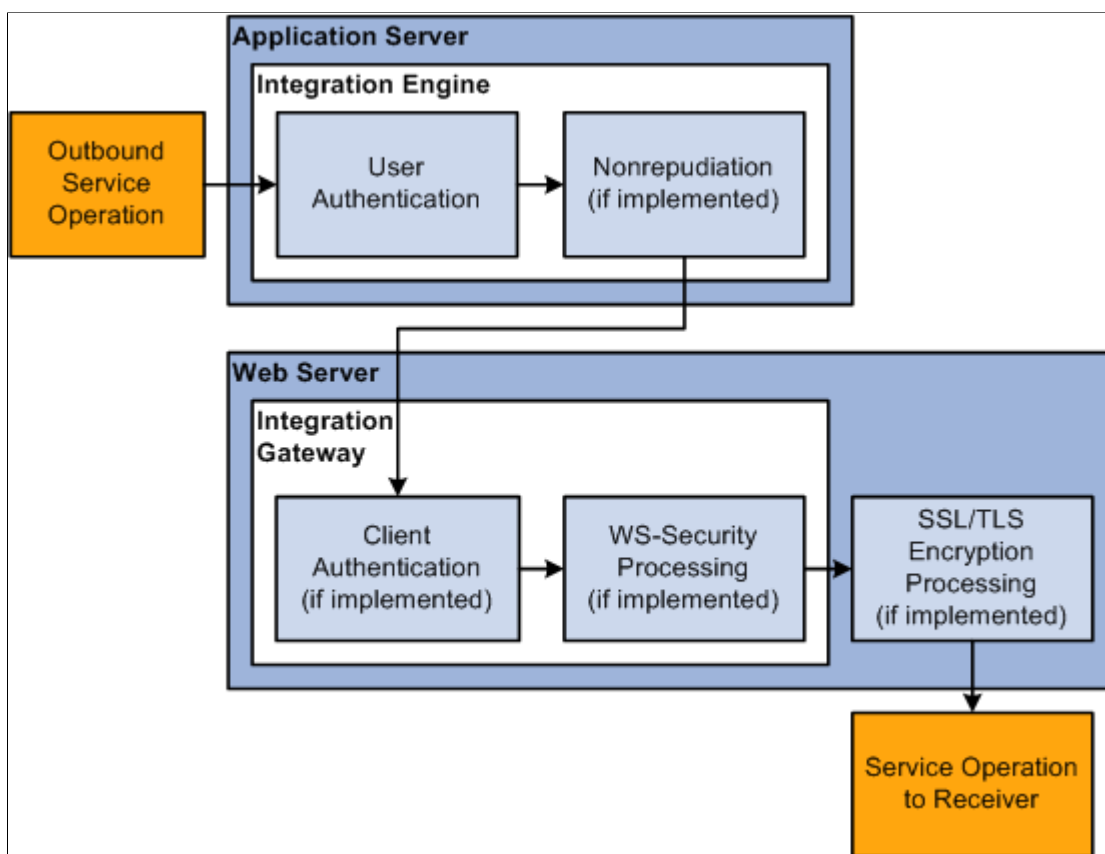 Application Server
Integration Engine
Outbound
Service
Operation
User
Authentication
Nonrepudiation
(if implemented)
Web Server
Integration
Gateway
Client
Authentication
(if implemented)
WS-Security
Processing
(if implemented)
SSL/TLS
Encryption
Processing
(if implemented)
Service Operation
to Receiver